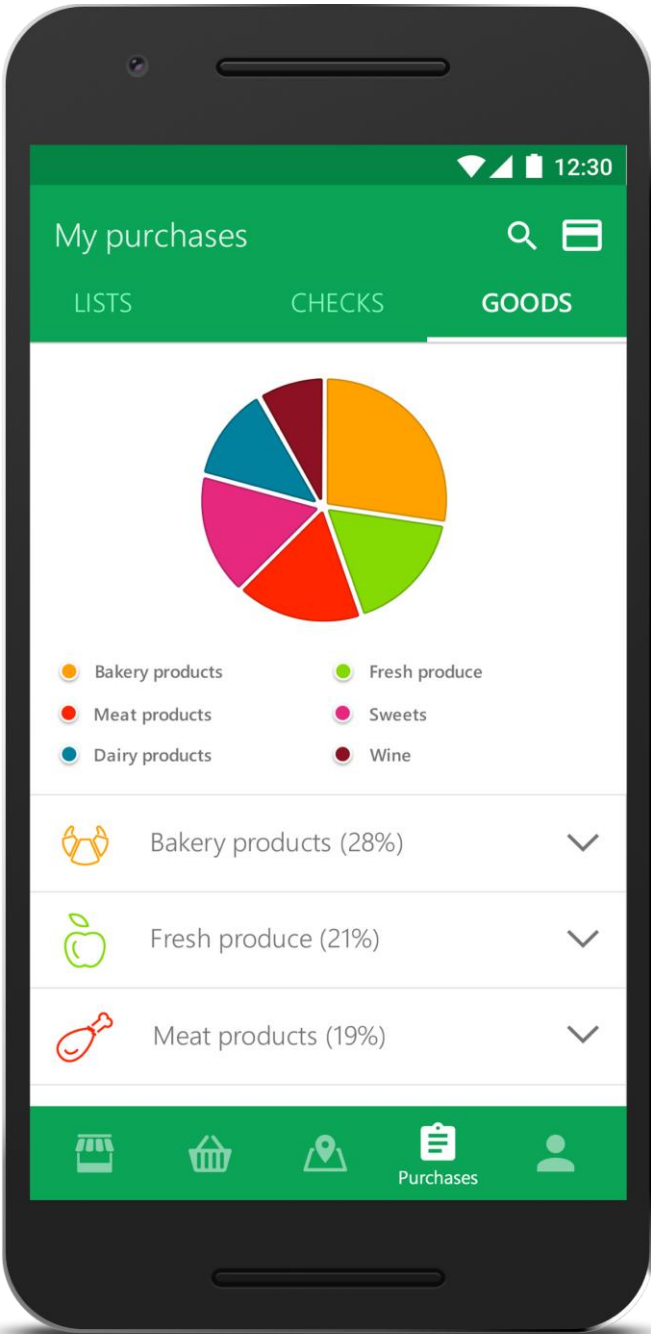 12:30
My purchases
LISTS CHECKS GOODS
Bakery products Fresh produce
Meat products Sweets
Dairy products Wine
Bakery products (28%)
Fresh produce (21%)
Meat products (19%)
Purchases